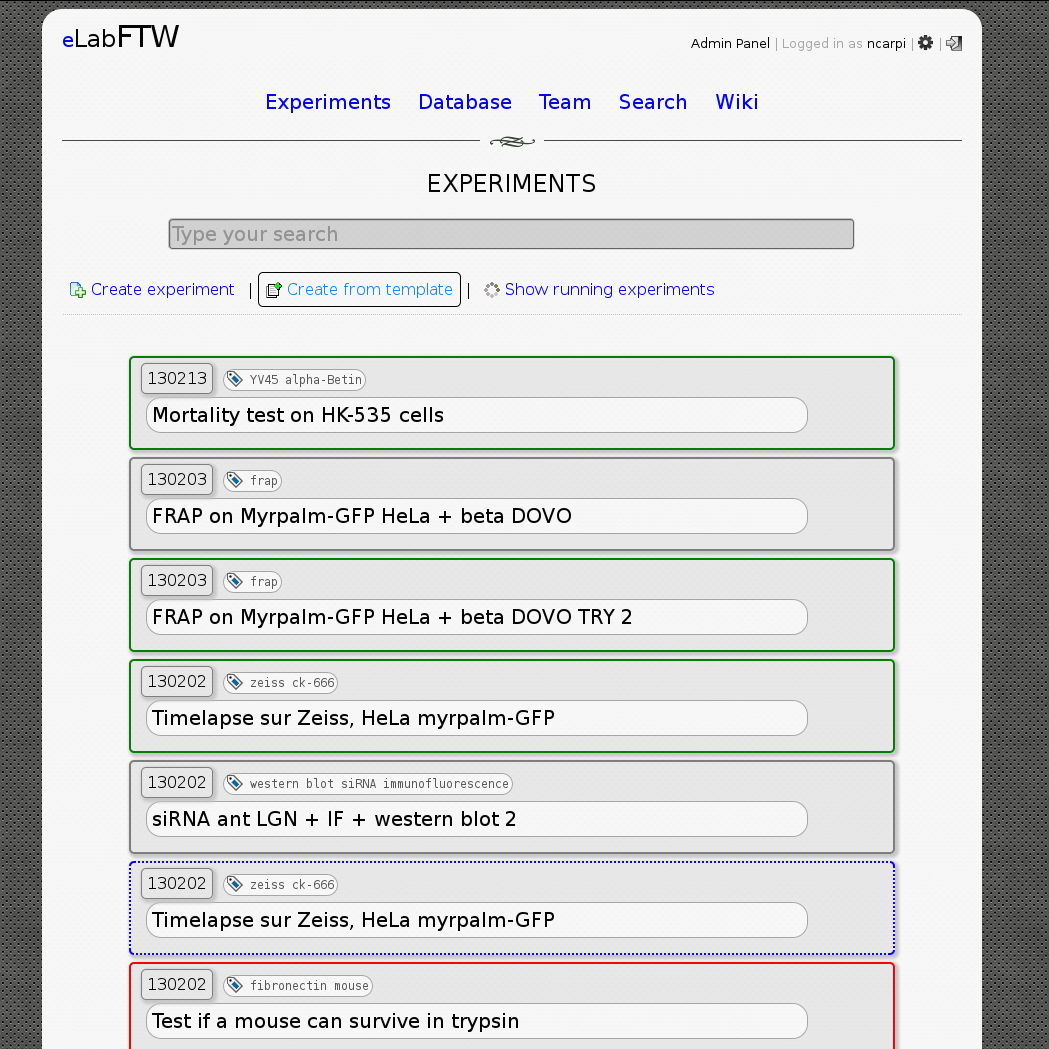 eLabFTW
Admin Panel | Logged in as ncarpi | |
Experiments Database Team Search Wiki
EXPERIMENTS
Type your search
Create experiment | Create from template | Show running experiments
130213 YV45 alpha-Betin
Mortality test on HK-535 cells
130203 frap
FRAP on Myrpalm-GFP HeLa + beta DOVO
130203 frap
FRAP on Myrpalm-GFP HeLa + beta DOVO TRY 2
130202 zeiss ck-666
Timelapse sur Zeiss, HeLa myrpalm-GFP
130202 western blot siRNA immunofluorescence
siRNA ant LGN + IF + western blot 2
130202 zeiss ck-666
Timelapse sur Zeiss, HeLa myrpalm-GFP
130202 fibronectin mouse
Test if a mouse can survive in trypsin